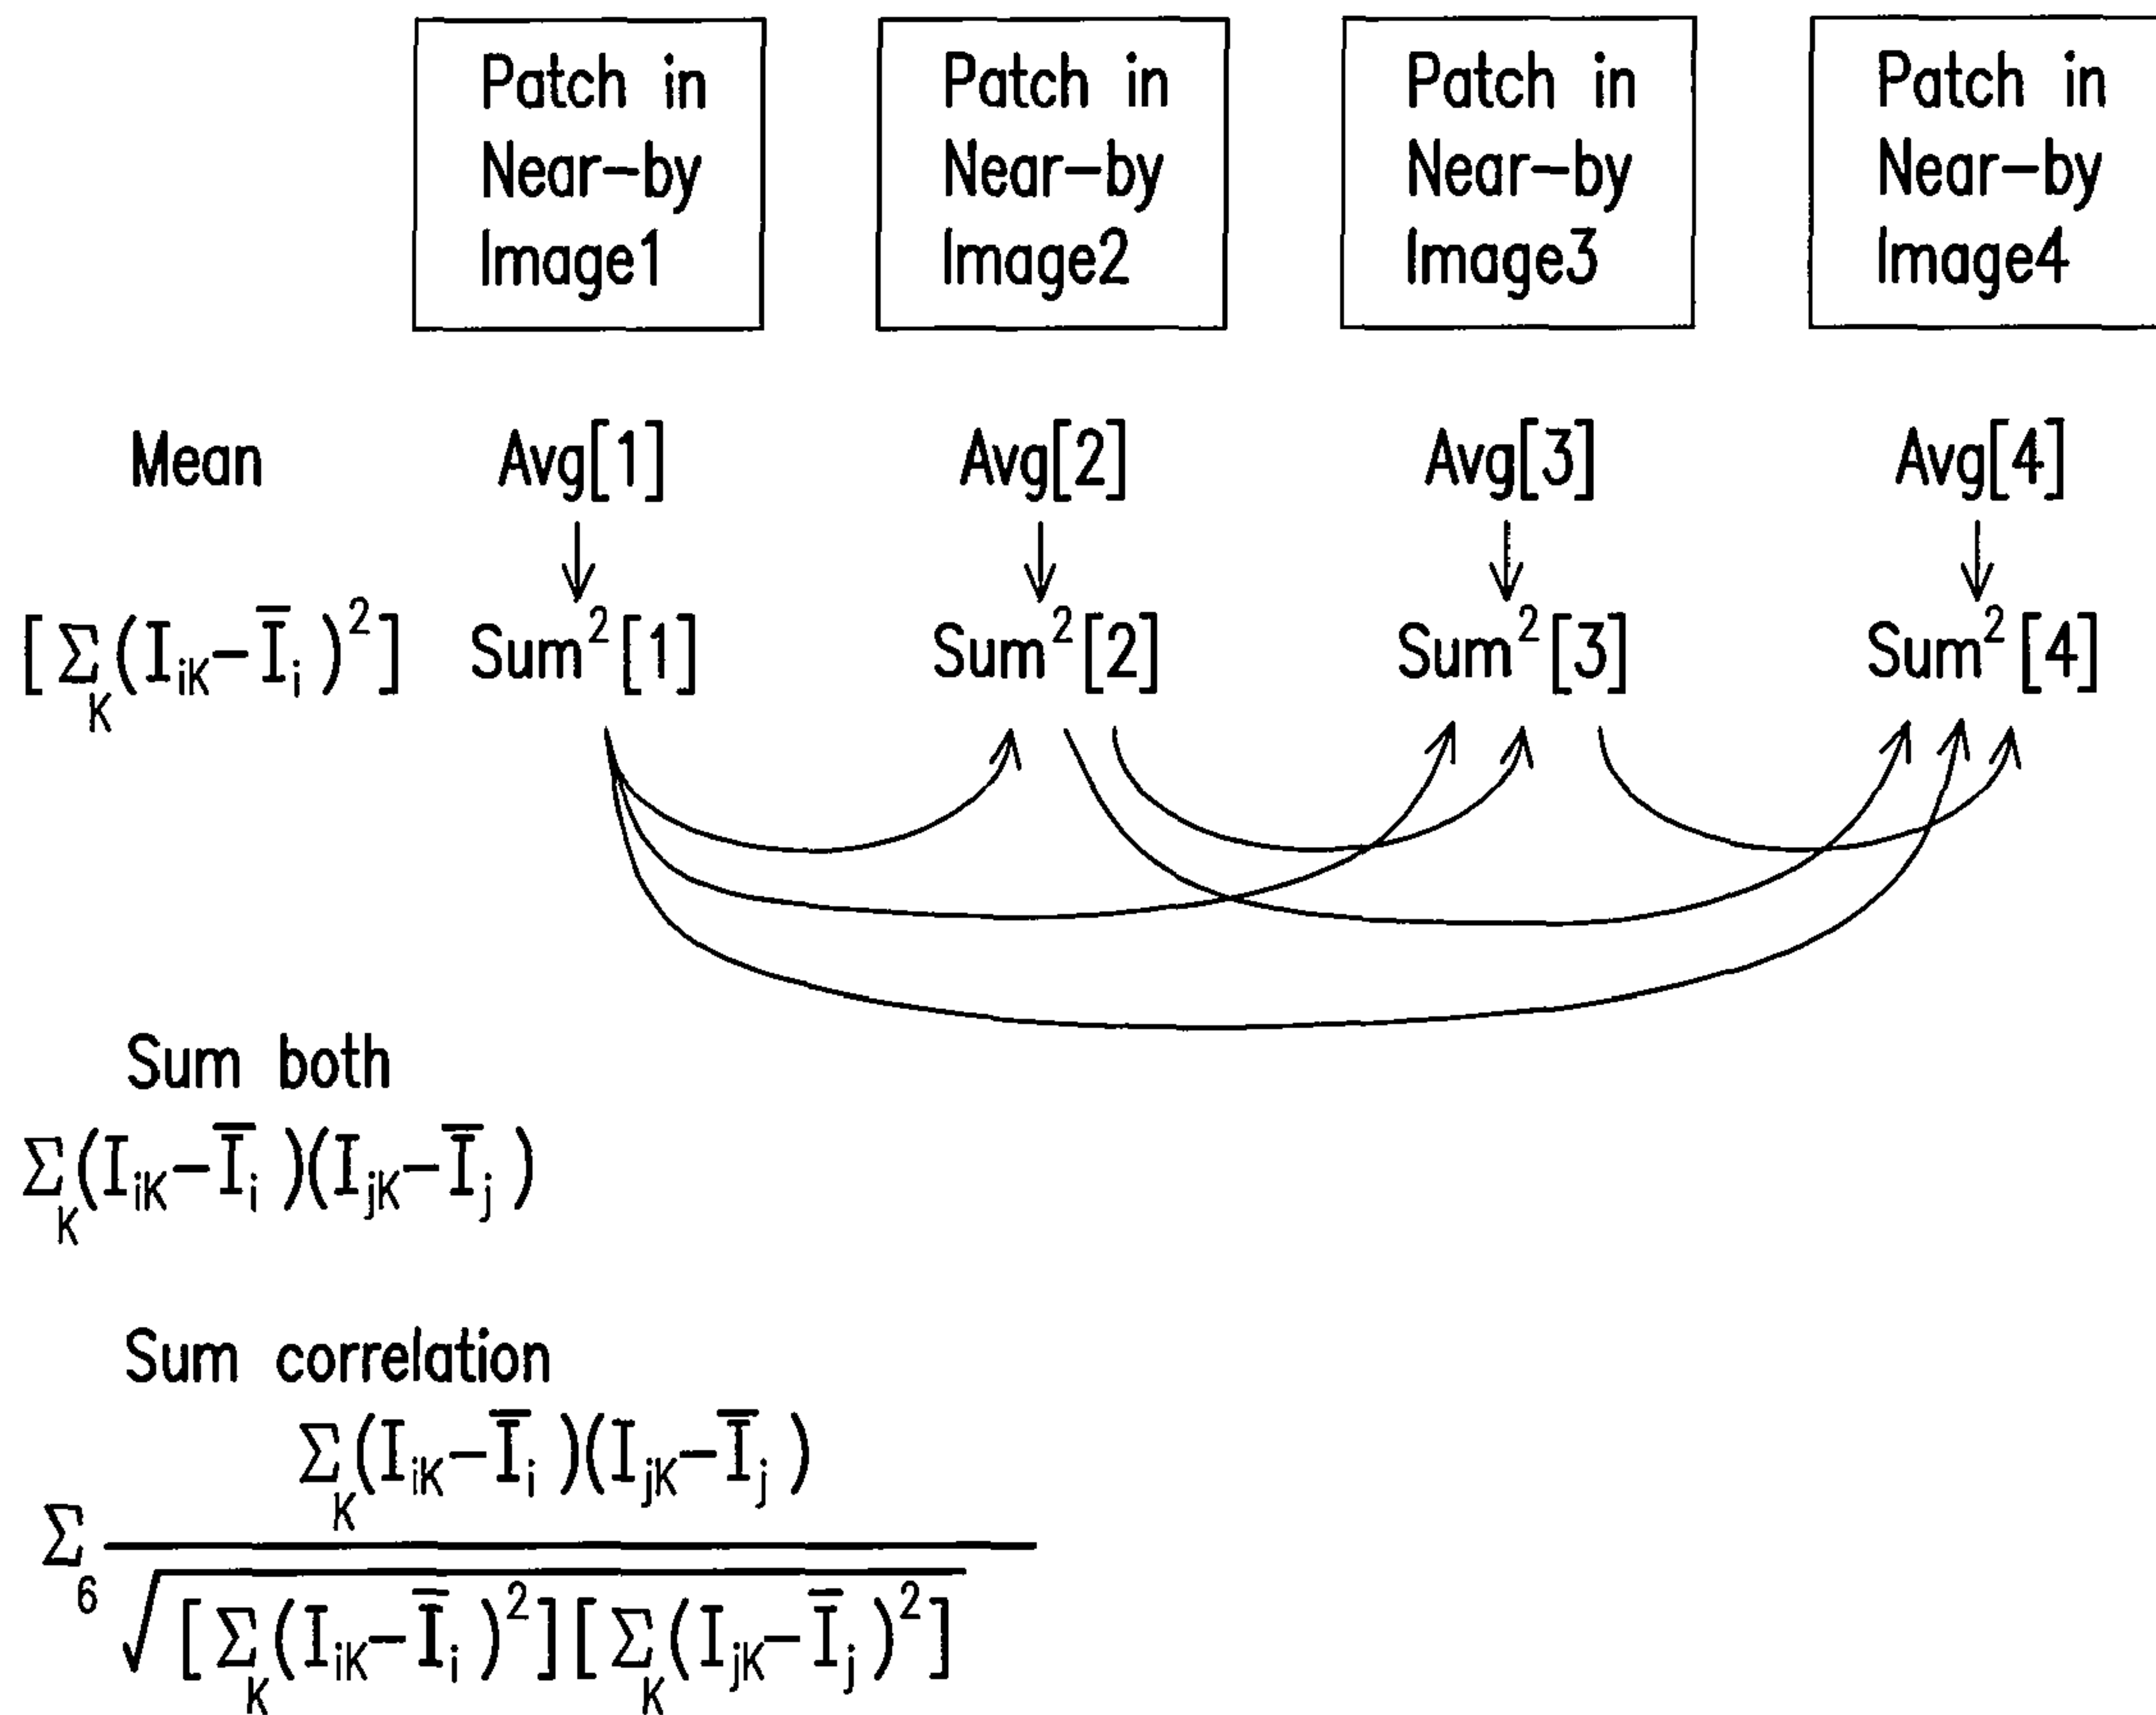 Patch in
Near-by
Image1
Patch in
Near-by
Image2
Patch in
Near-by
Image3
Patch in
Near-by
Image4
Mean Avg[1] Avg[2] Avg[3] Avg[4]
[Σ_K(I_iK-Ī_i)²] Sum²[1] Sum²[2] Sum²[3] Sum²[4]
Sum both
Σ_K(I_iK-Ī_i)(I_jK-Ī_j)
Sum correlation
Σ_K(I_iK-Ī_i)(I_jK-Ī_j)
Σ_6
√[Σ_K(I_iK-Ī_i)²][Σ_K(I_jK-Ī_j)²]